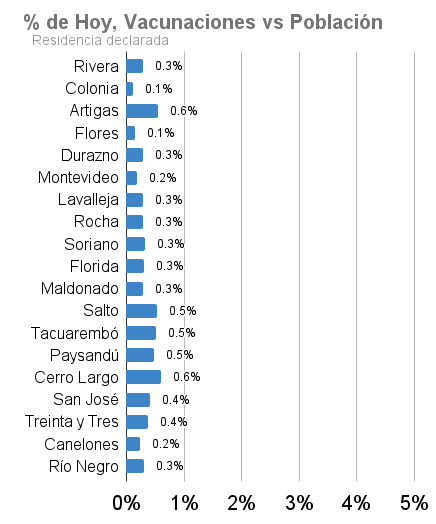 % de Hoy, Vacunaciones vs Población
Residencia declarada
Rivera 0.3%
Colonia 0.1%
Artigas 0.6%
Flores 0.1%
Durazno 0.3%
Montevideo 0.2%
Lavalleja 0.3%
Rocha 0.3%
Soriano 0.3%
Florida 0.3%
Maldonado 0.3%
Salto 0.5%
Tacuarembó 0.5%
Paysandú 0.5%
Cerro Largo 0.6%
San José 0.4%
Treinta y Tres 0.4%
Canelones 0.2%
Río Negro 0.3%
0% 1% 2% 3% 4% 5%